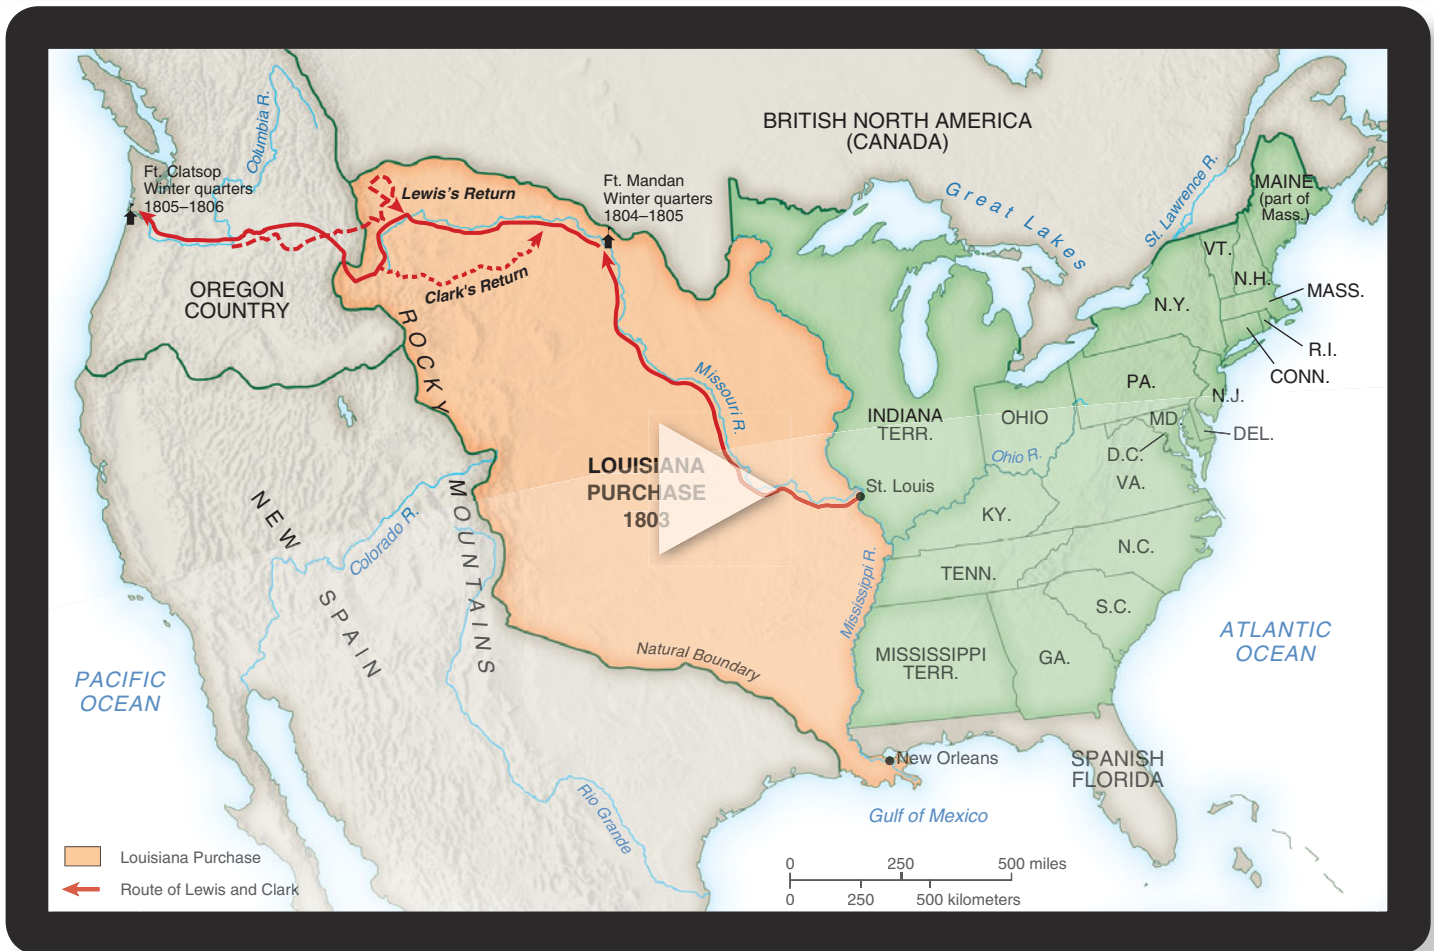 BRITISH NORTH AMERICA
(CANADA)
Columbia R.
Ft. Clatsop
Winter quarters
1805–1806
Lewis's Return
Ft. Mandan
Winter quarters
1804–1805
Great Lakes
St. Lawrence R.
MAINE
(part of
Mass.)
VT.
N.H.
MASS.
N.Y.
R.I.
CONN.
OREGON
COUNTRY
Clark's Return
ROCKY
MOUNTAINS
Missouri R.
PA.
N.J.
INDIANA
TERR.
OHIO
MD.
DEL.
D.C.
Ohio R.
VA.
LOUISIANA
PURCHASE
1803
St. Louis
KY.
NEW
SPAIN
Colorado R.
N.C.
TENN.
Mississippi R.
S.C.
ATLANTIC
OCEAN
Natural Boundary
MISSISSIPPI
TERR.
GA.
PACIFIC
OCEAN
New Orleans
SPANISH
FLORIDA
Rio Grande
Gulf of Mexico
Louisiana Purchase
Route of Lewis and Clark
0 250 500 miles
0 250 500 kilometers